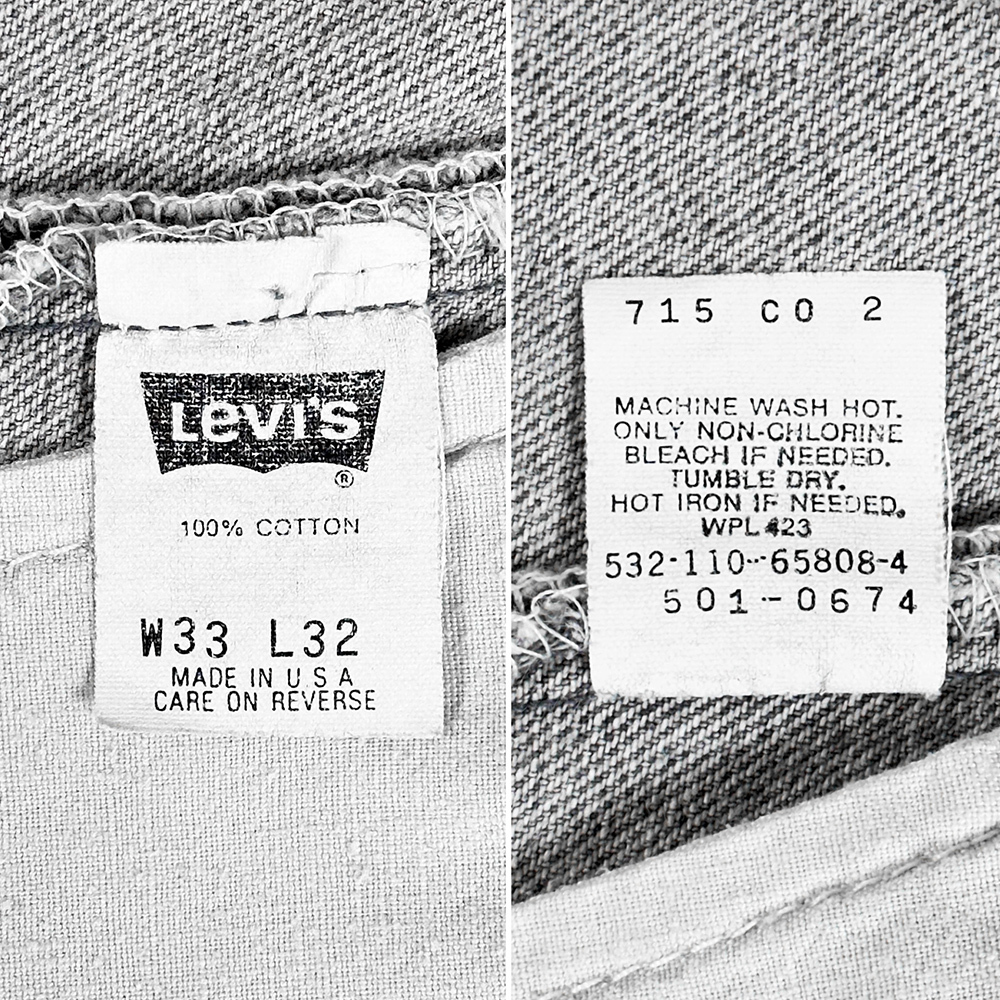 Levi's
®
100% COTTON
W33 L32
MADE IN U S A
CARE ON REVERSE
715 CO 2
MACHINE WASH HOT.
ONLY NON-CHLORINE
BLEACH IF NEEDED.
TUMBLE DRY.
HOT IRON IF NEEDED.
WPL 423
532-110-65808-4
501-0674